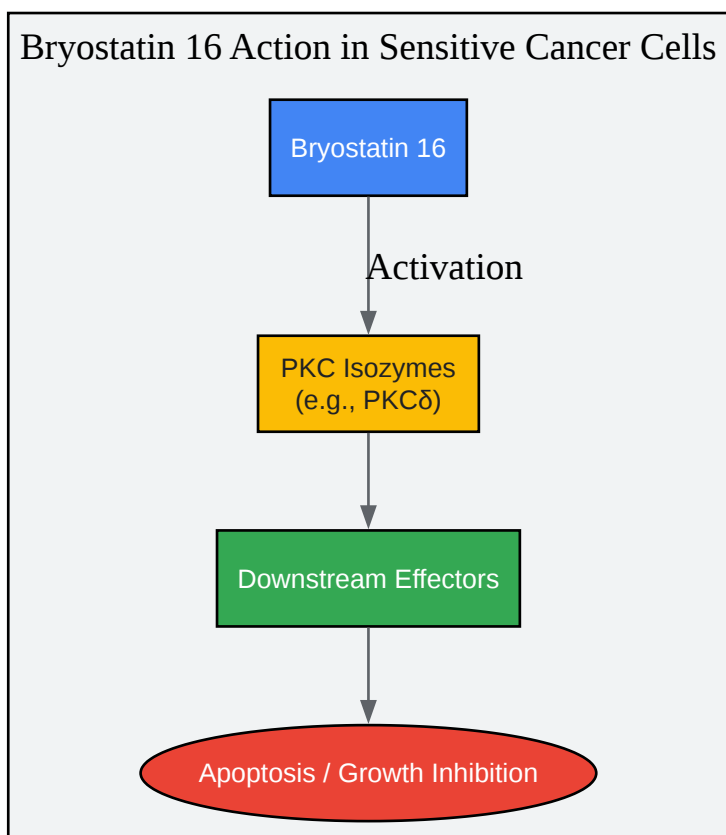 Bryostatin 16 Action in Sensitive Cancer Cells
Bryostatin 16
Activation
PKC Isozymes
(e.g., PKCδ)
Downstream Effectors
Apoptosis / Growth Inhibition